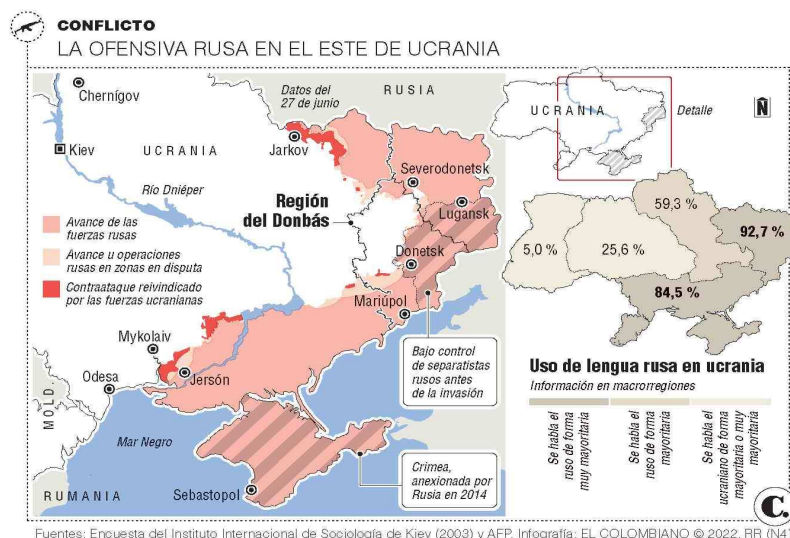 CONFLICTO
LA OFENSIVA RUSA EN EL ESTE DE UCRANIA
Chernígov
Datos del
27 de junio
RUSIA
Kiev
UCRANIA
Jarkov
Río Dniéper
Severodonetsk
Región
del Donbás
Lugansk
Avance de las
fuerzas rusas
Avance u operaciones
rusas en zonas en disputa
Contraataque reivindicado
por las fuerzas ucranianas
Donetsk
Mariúpol
Mykolaiv
Odesa
Jersón
Bajo control
de separatistas
rusos antes
de la invasión
MOLD.
Mar Negro
Crimea,
anexionada por
Rusia en 2014
RUMANIA
Sebastopol
UCRANIA
Detalle
N
59,3 %
92,7 %
5,0 %
25,6 %
84,5 %
Uso de lengua rusa en ucrania
Información en macrorregiones
Se habla el
ruso de forma
muy mayoritaria
Se habla el
ruso de forma
mayoritaria
Se habla el
ucraniano de forma
mayoritaria o muy
mayoritaria
C.
Fuentes: Encuesta del Instituto Internacional de Sociología de Kiev (2003) y AFP. Infografía: EL COLOMBIANO © 2022. RR (N4)